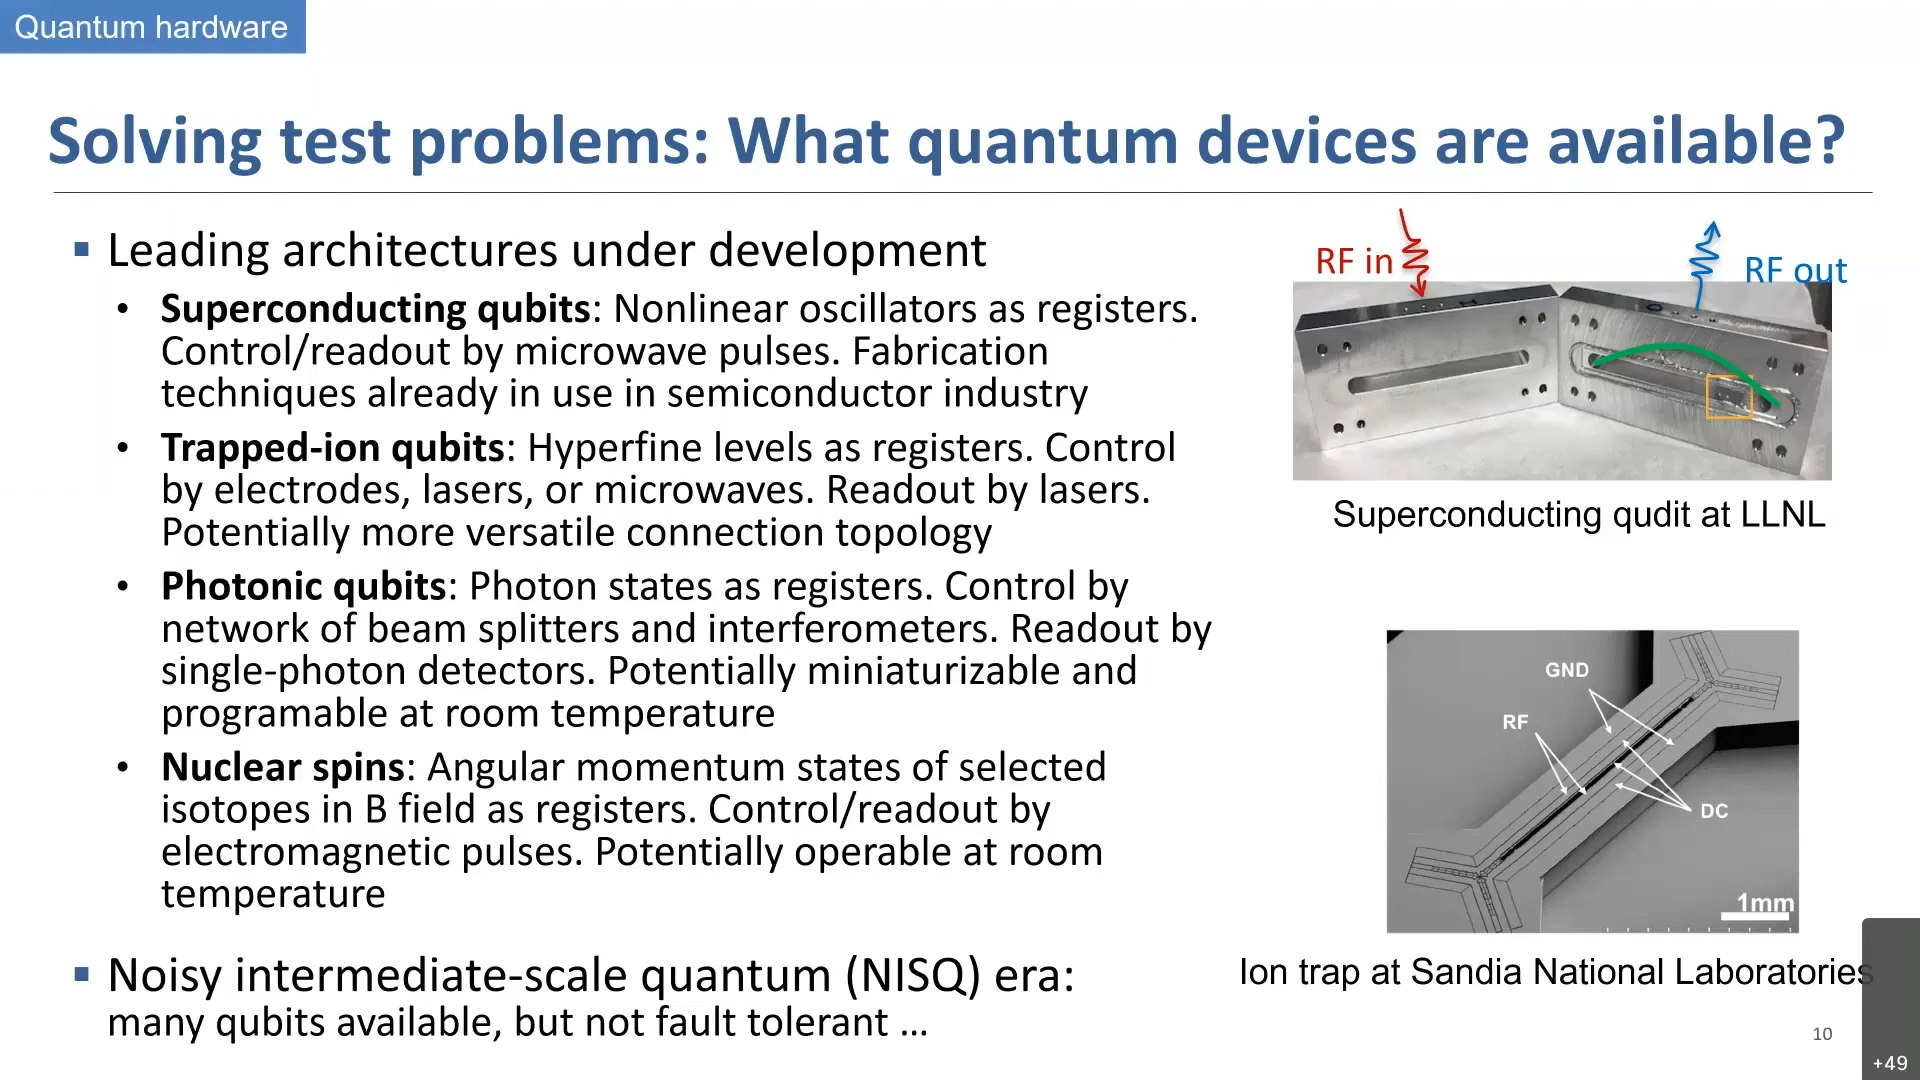 Quantum hardware
Solving test problems: What quantum devices are available?
▪ Leading architectures under development
• Superconducting qubits: Nonlinear oscillators as registers.
Control/readout by microwave pulses. Fabrication
techniques already in use in semiconductor industry
• Trapped-ion qubits: Hyperfine levels as registers. Control
by electrodes, lasers, or microwaves. Readout by lasers.
Potentially more versatile connection topology
• Photonic qubits: Photon states as registers. Control by
network of beam splitters and interferometers. Readout by
single-photon detectors. Potentially miniaturizable and
programable at room temperature
• Nuclear spins: Angular momentum states of selected
isotopes in B field as registers. Control/readout by
electromagnetic pulses. Potentially operable at room
temperature
▪ Noisy intermediate-scale quantum (NISQ) era:
many qubits available, but not fault tolerant …
RF in
RF out
Superconducting qudit at LLNL
GND
RF
DC
1mm
Ion trap at Sandia National Laboratories
10
+49